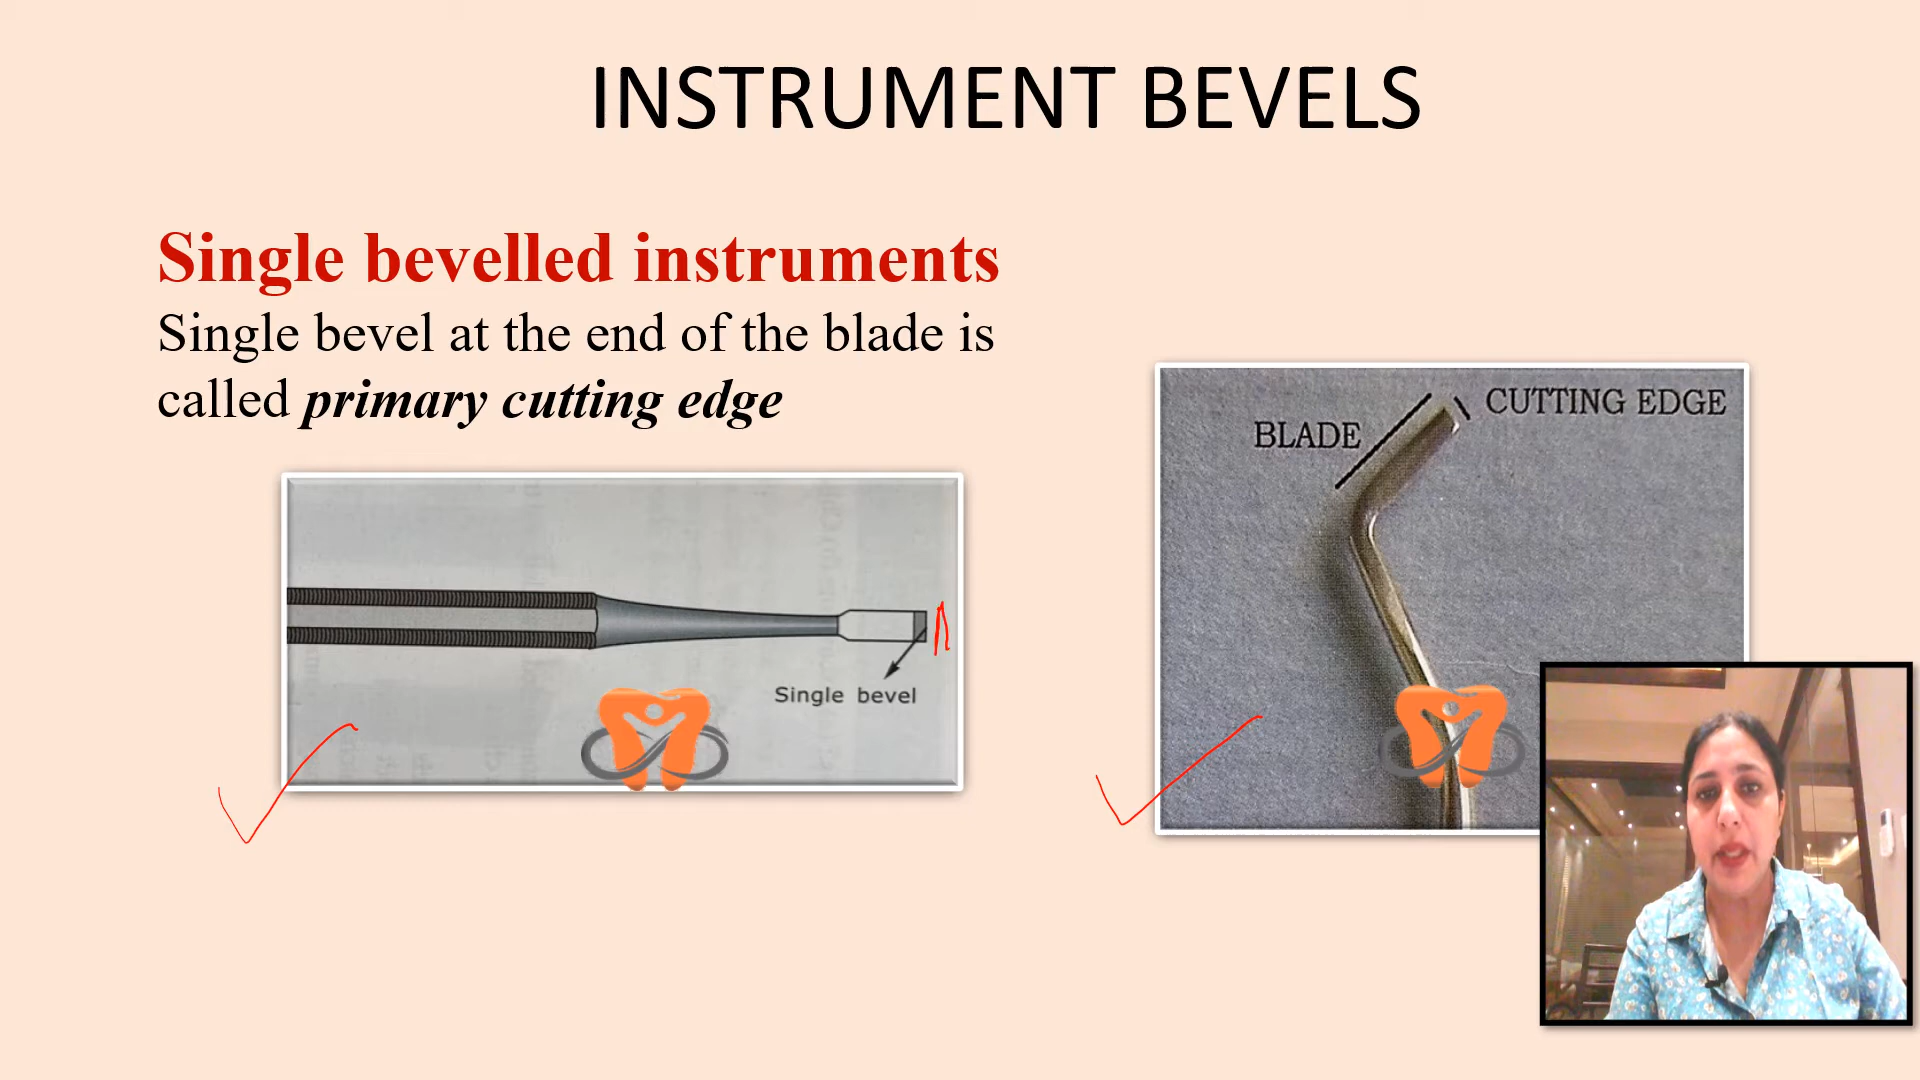 INSTRUMENT BEVELS
Single bevelled instruments
Single bevel at the end of the blade is
called primary cutting edge
Single bevel
BLADE
CUTTING EDGE